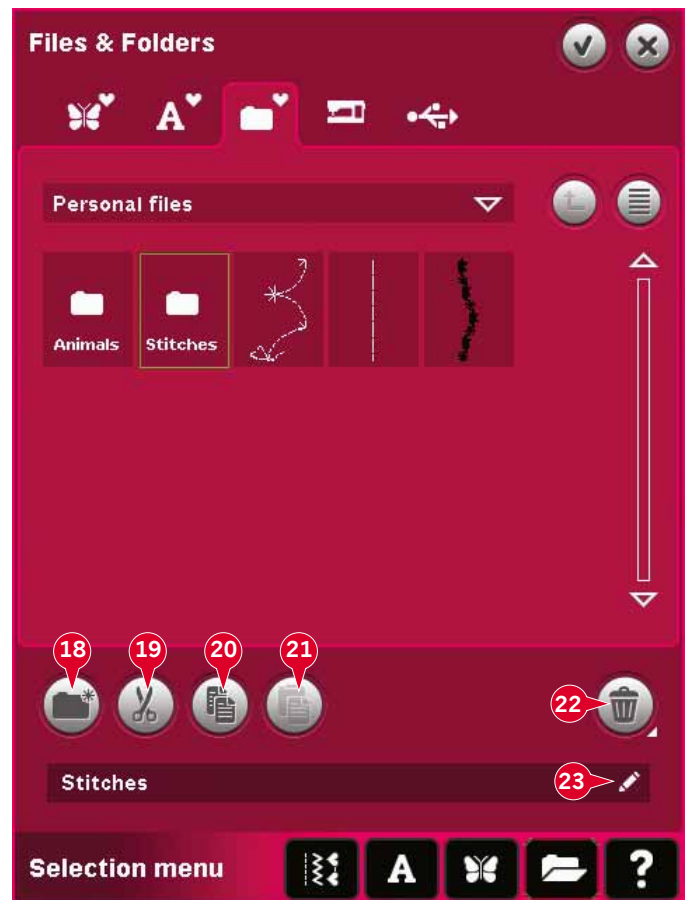 Files & Folders
A
Personal files
Animals
Stitches
18
19
20
21
22
Stitches
23
Selection menu
A
?